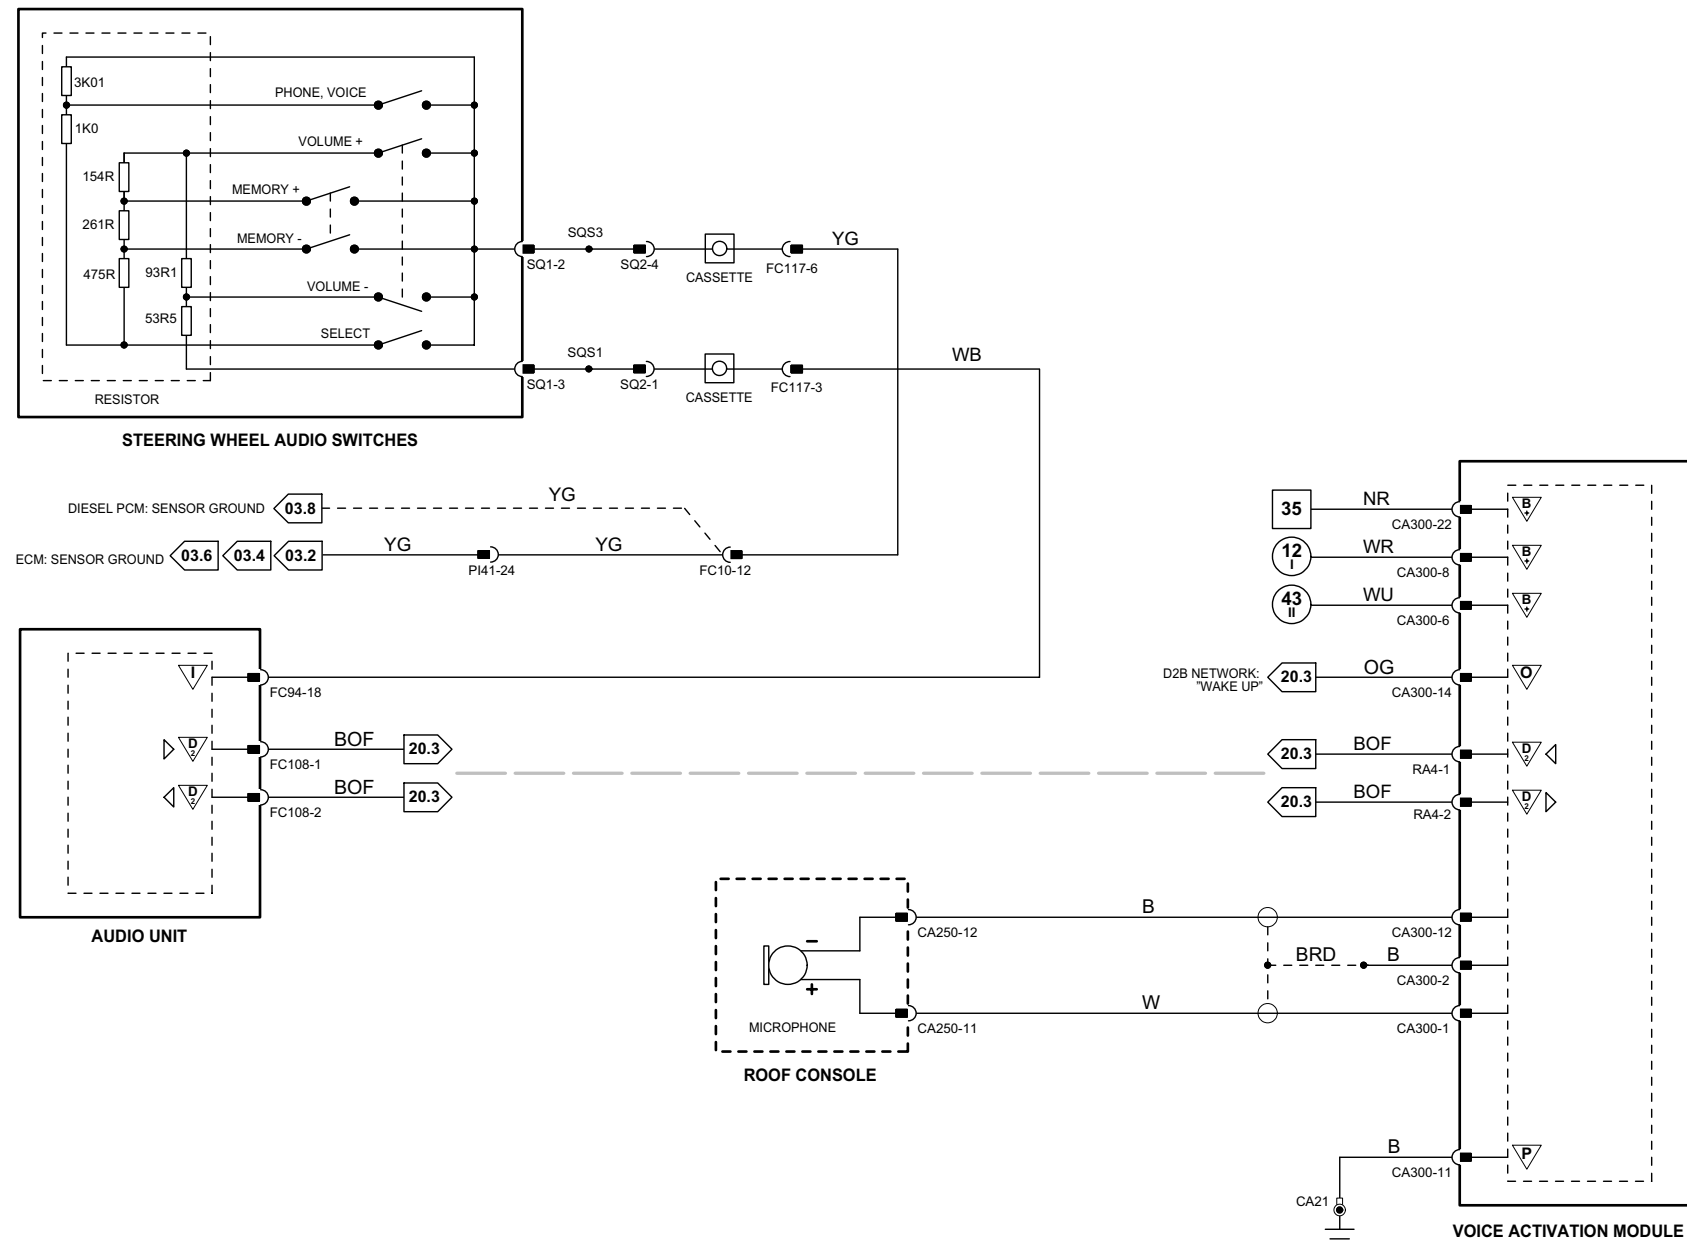 3K01
PHONE, VOICE
1K0
VOLUME +
154R
MEMORY +
261R
MEMORY -
475R
93R1
VOLUME -
53R5
SELECT
RESISTOR
STEERING WHEEL AUDIO SWITCHES
SQ1-2
SQS3
SQ2-4
CASSETTE
FC117-6
YG
SQ1-3
SQS1
SQ2-1
CASSETTE
FC117-3
WB
DIESEL PCM: SENSOR GROUND
03.8
YG
ECM: SENSOR GROUND
03.6
03.4
03.2
YG
PI41-24
YG
FC10-12
I
FC94-18
D
2
FC108-1
BOF
20.3
D
2
FC108-2
BOF
20.3
AUDIO UNIT
35
NR
CA300-22
B
+
12
I
WR
CA300-8
B
+
43
II
WU
CA300-6
B
+
D2B NETWORK:
"WAKE UP"
20.3
OG
CA300-14
O
20.3
BOF
RA4-1
D
2
20.3
BOF
RA4-2
D
2
–
+
MICROPHONE
CA250-12
CA250-11
ROOF CONSOLE
B
CA300-12
BRD
B
CA300-2
W
CA300-1
B
CA300-11
P
CA21
VOICE ACTIVATION MODULE